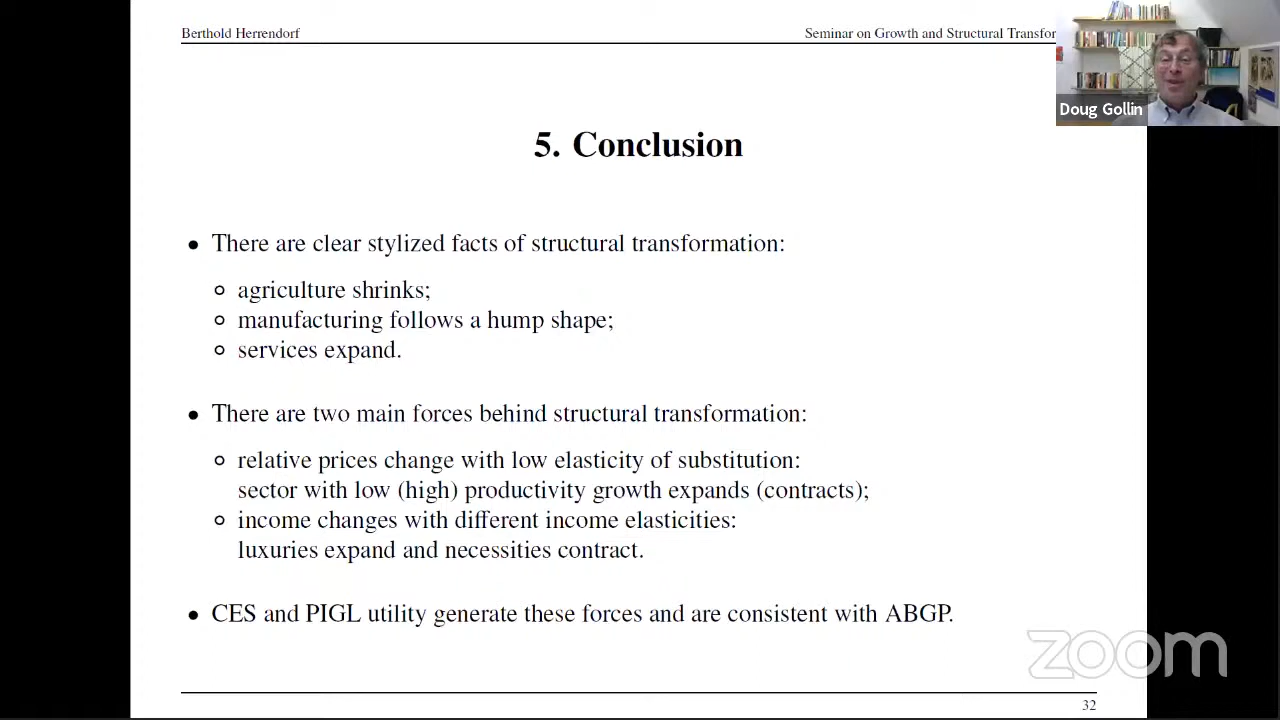 Berthold Herrendorf
Seminar on Growth and Structural Transfor
Doug Gollin
5. Conclusion
• There are clear stylized facts of structural transformation:
∘ agriculture shrinks;
∘ manufacturing follows a hump shape;
∘ services expand.
• There are two main forces behind structural transformation:
∘ relative prices change with low elasticity of substitution:
sector with low (high) productivity growth expands (contracts);
∘ income changes with different income elasticities:
luxuries expand and necessities contract.
• CES and PIGL utility generate these forces and are consistent with ABGP.
zoom
32